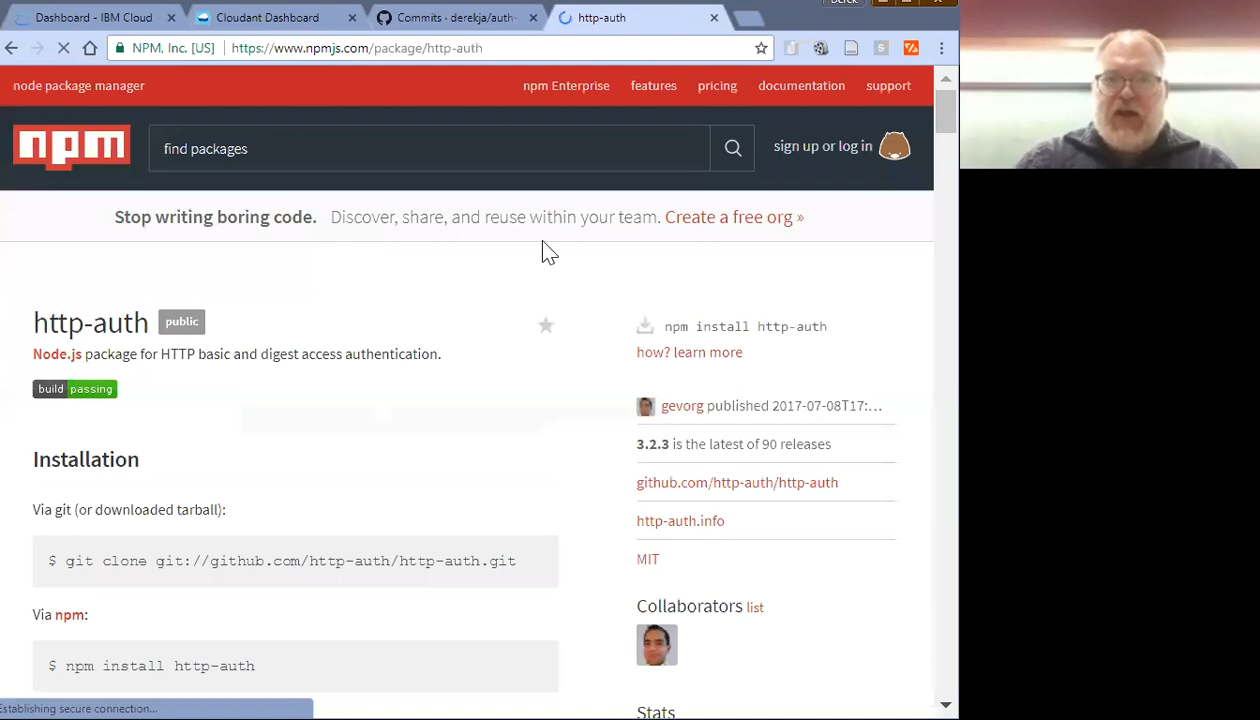 Dashboard - IBM Cloud
Cloudant Dashboard
Commits · derekja/auth-
http-auth
NPM, Inc. [US]
https://www.npmjs.com/package/http-auth
node package manager
npm Enterprise
features
pricing
documentation
support
npm
find packages
sign up or log in
Stop writing boring code. Discover, share, and reuse within your team. Create a free org »
http-auth public
Node.js package for HTTP basic and digest access authentication.
build passing
Installation
Via git (or downloaded tarball):
$ git clone git://github.com/http-auth/http-auth.git
Via npm:
$ npm install http-auth
npm install http-auth
how? learn more
gevorg published 2017-07-08T17:…
3.2.3 is the latest of 90 releases
github.com/http-auth/http-auth
http-auth.info
MIT
Collaborators list
Stats
Establishing secure connection...